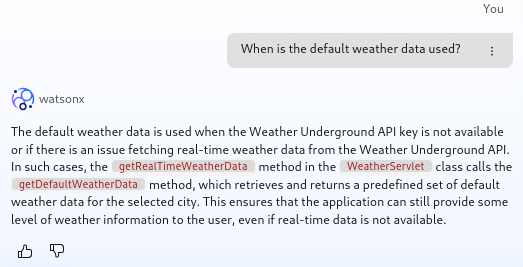 You
When is the default weather data used?
watsonx
The default weather data is used when the Weather Underground API key is not available
or if there is an issue fetching real-time weather data from the Weather Underground API.
In such cases, the getRealTimeWeatherData method in the WeatherServlet class calls the
getDefaultWeatherData method, which retrieves and returns a predefined set of default
weather data for the selected city. This ensures that the application can still provide some
level of weather information to the user, even if real-time data is not available.